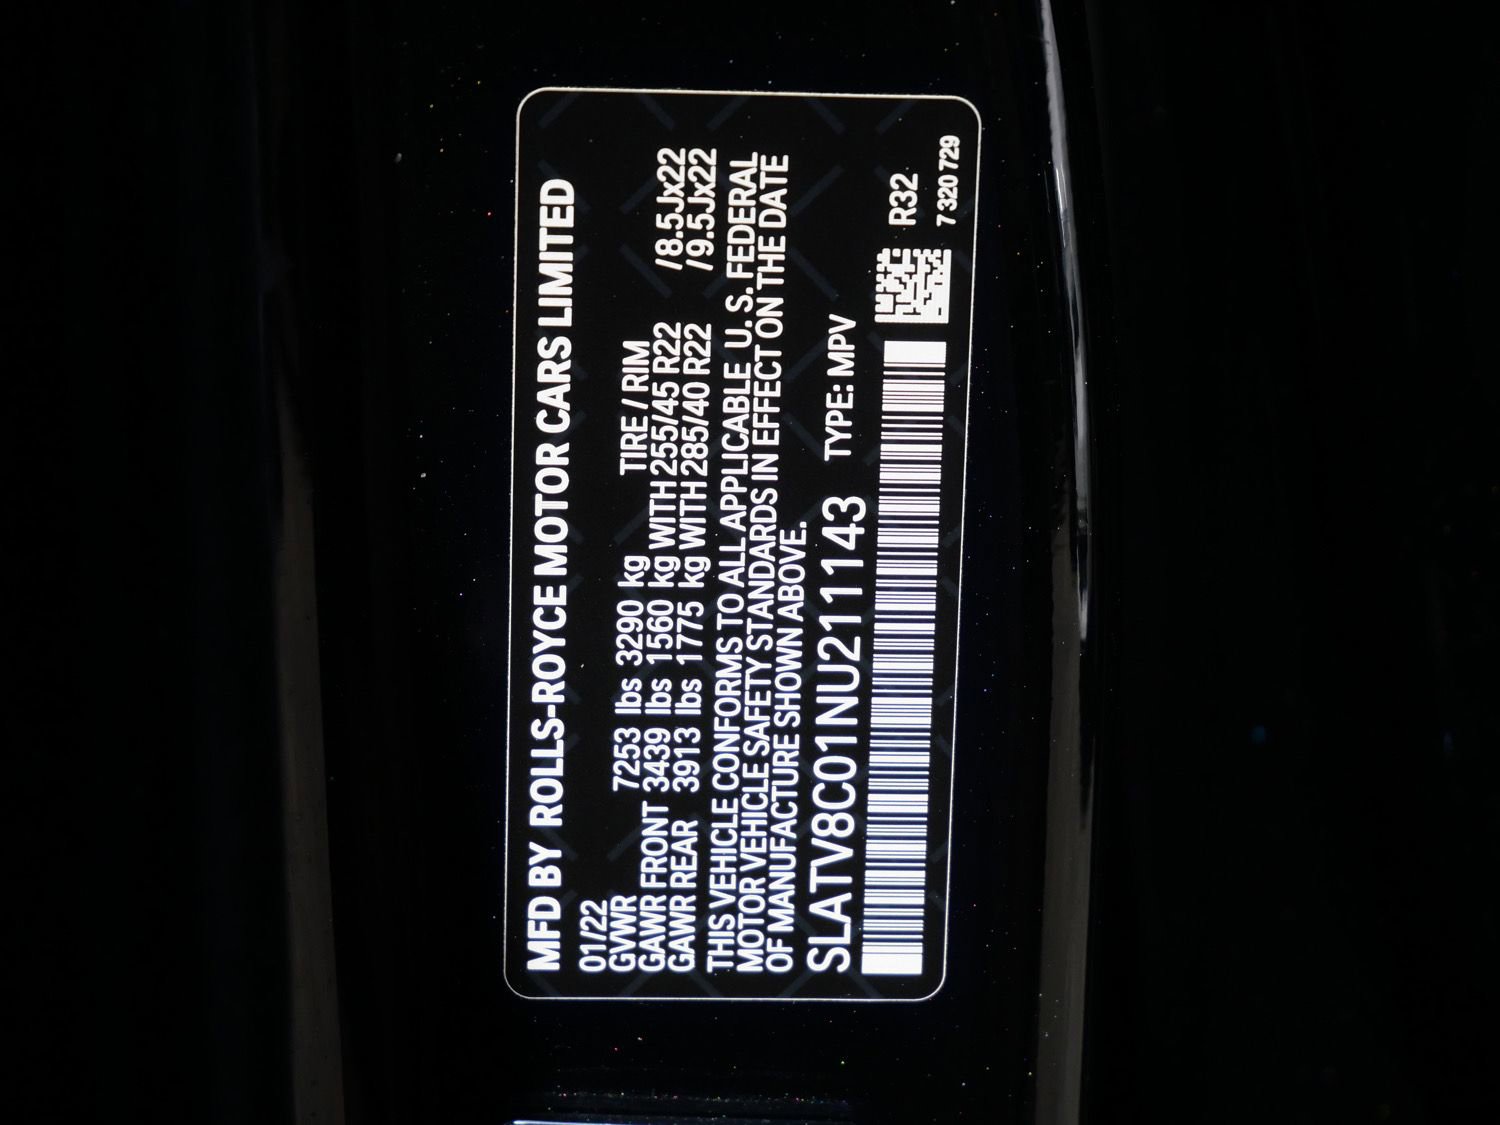 MFD BY ROLLS-ROYCE MOTOR CARS LIMITED
01/22
GVWR 7253 lbs 3290 kg TIRE / RIM
GAWR FRONT 3439 lbs 1560 kg WITH 255/45 R22 /8.5Jx22
GAWR REAR 3913 lbs 1775 kg WITH 285/40 R22 /9.5Jx22
THIS VEHICLE CONFORMS TO ALL APPLICABLE U. S. FEDERAL
MOTOR VEHICLE SAFETY STANDARDS IN EFFECT ON THE DATE
OF MANUFACTURE SHOWN ABOVE.
SLATV8C01NU211143 TYPE: MPV
R32
7 320 729